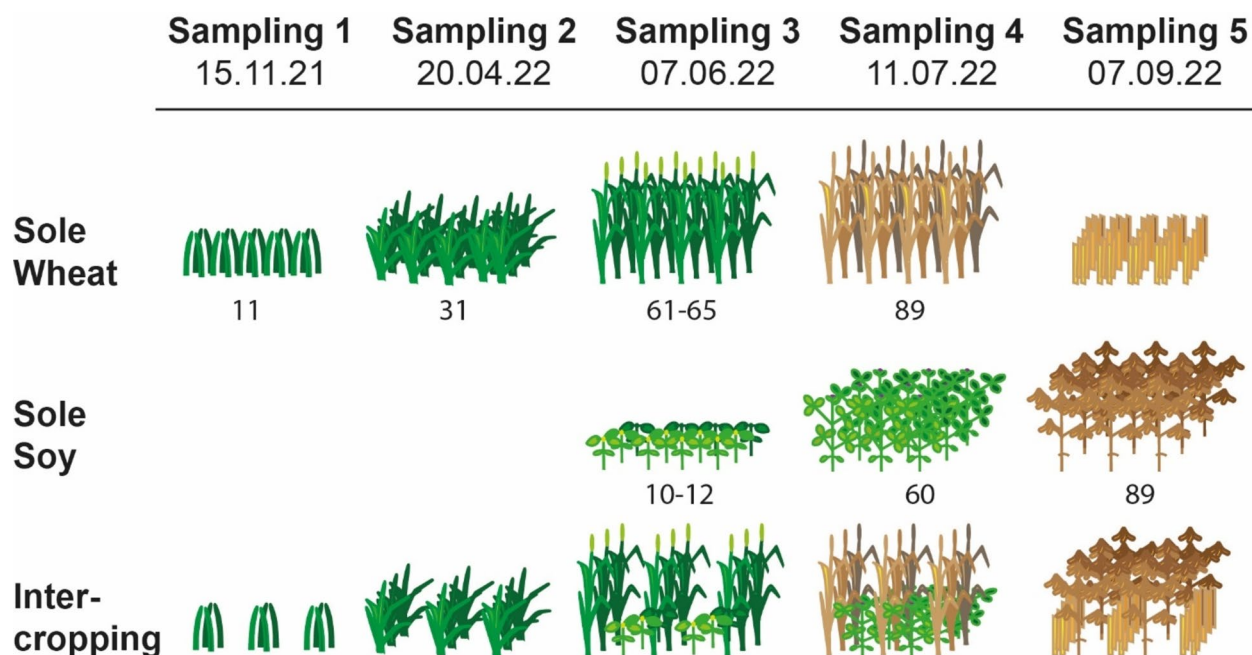 Sampling 1 Sampling 2 Sampling 3 Sampling 4 Sampling 5
15.11.21 20.04.22 07.06.22 11.07.22 07.09.22
Sole
Wheat
11 31 61-65 89
Sole
Soy
10-12 60 89
Inter-
cropping